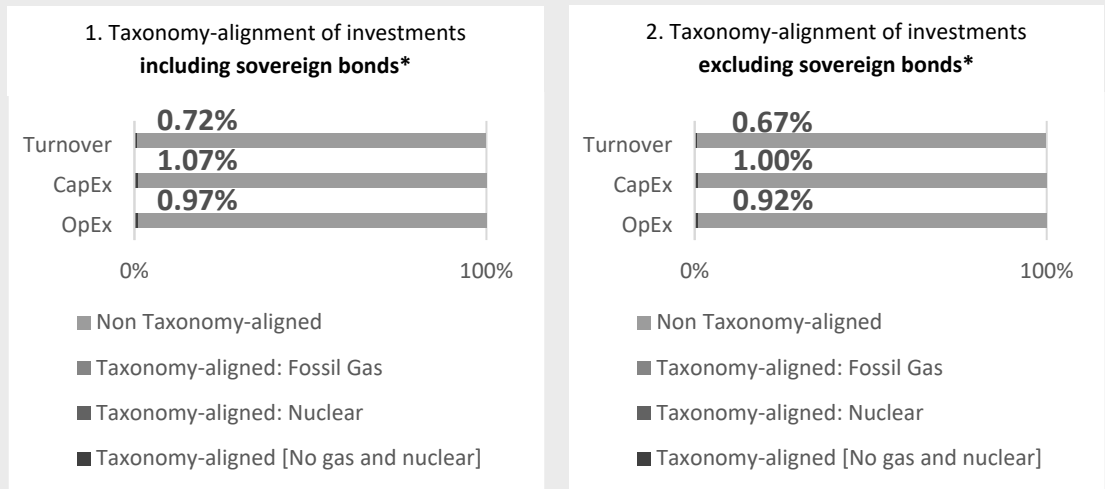 1. Taxonomy-alignment of investments
including sovereign bonds*
0.72%
Turnover
1.07%
CapEx
0.97%
OpEx
0%
100%
Non Taxonomy-aligned
Taxonomy-aligned: Fossil Gas
Taxonomy-aligned: Nuclear
Taxonomy-aligned [No gas and nuclear]
2. Taxonomy-alignment of investments
excluding sovereign bonds*
0.67%
Turnover
1.00%
CapEx
0.92%
OpEx
0%
100%
Non Taxonomy-aligned
Taxonomy-aligned: Fossil Gas
Taxonomy-aligned: Nuclear
Taxonomy-aligned [No gas and nuclear]